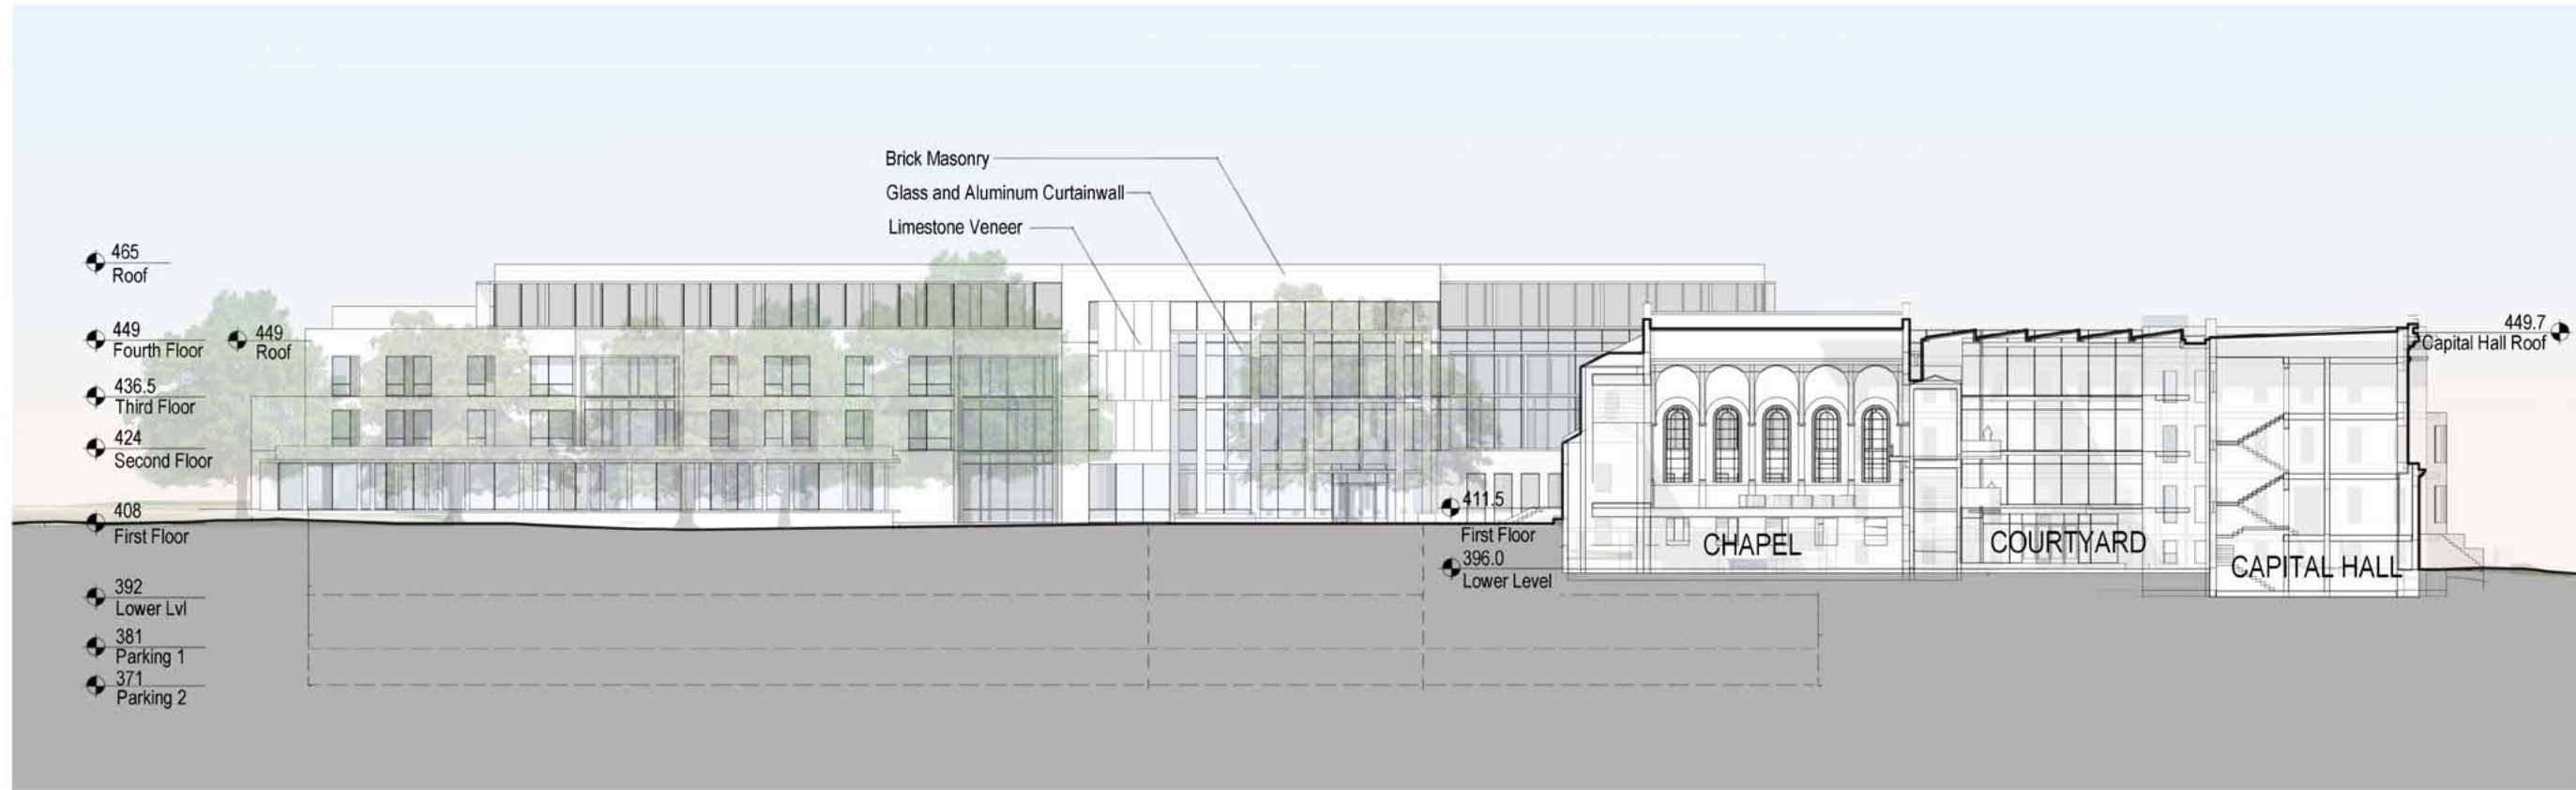 Brick Masonry
Glass and Aluminum Curtainwall
Limestone Veneer
465
Roof
449
Fourth Floor
449
Roof
436.5
Third Floor
424
Second Floor
408
First Floor
392
Lower Lvl
381
Parking 1
371
Parking 2
411.5
First Floor
396.0
Lower Level
CHAPEL
COURTYARD
CAPITAL HALL
449.7
Capital Hall Roof